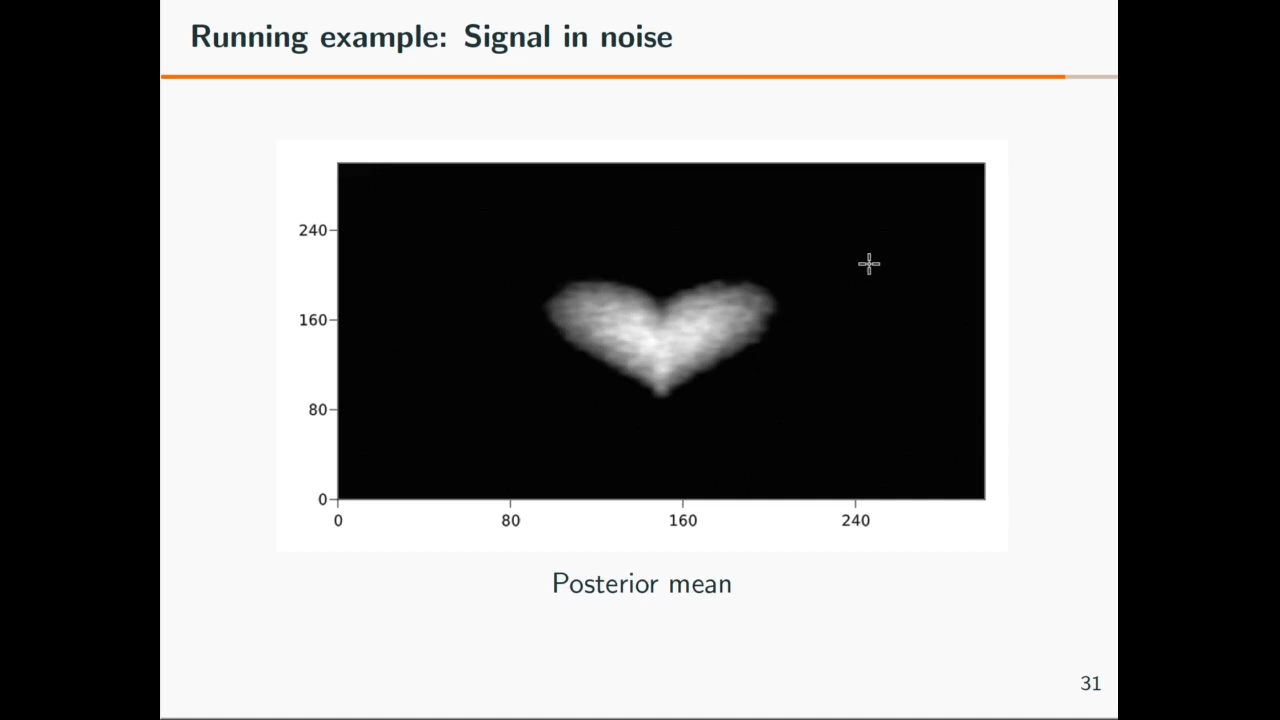 Running example: Signal in noise
240
160
80
0
0 80 160 240
Posterior mean
31